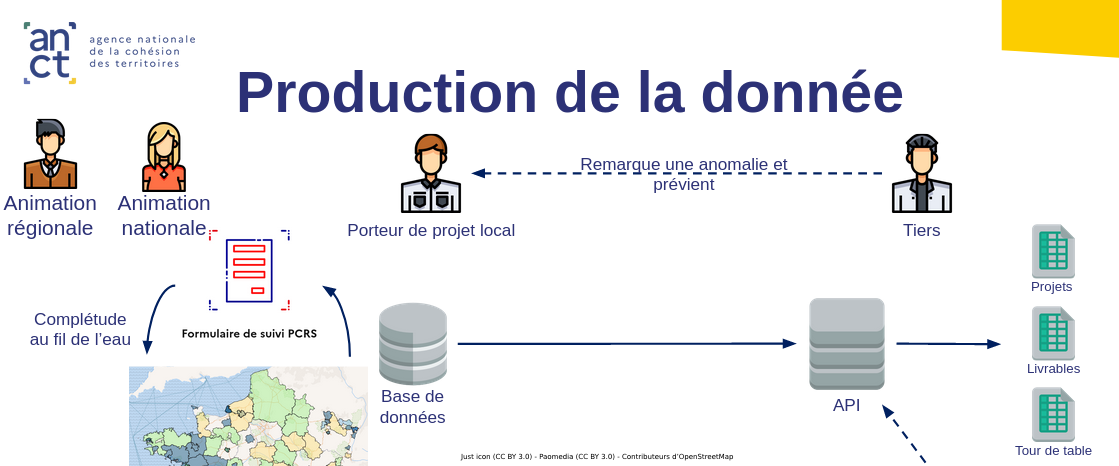 an
ct
agence nationale
de la cohésion
des territoires
Production de la donnée
Remarque une anomalie et
prévient
Animation
régionale
Animation
nationale
Porteur de projet local
Tiers
Projets
Complétude
au fil de l'eau
Formulaire de suivi PCRS
Livrables
Base de
données
API
Tour de table
Just icon (CC BY 3.0) - Paomedia (CC BY 3.0) - Contributeurs d'OpenStreetMap